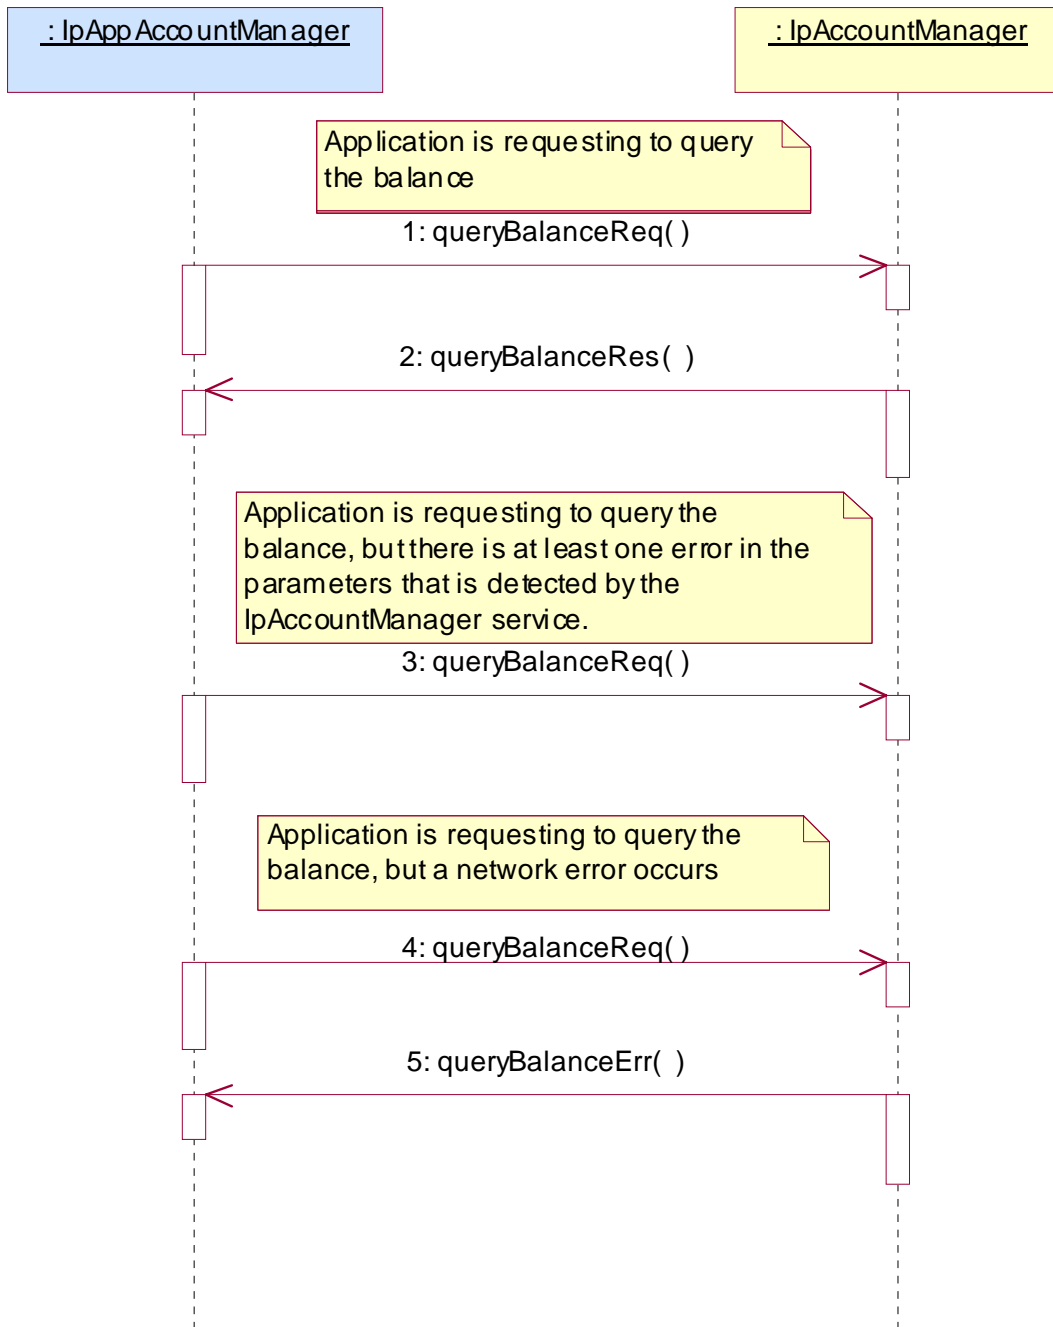 : IpAppAccountManager
: IpAccountManager
Application is requesting to query
the balance
1: queryBalanceReq( )
2: queryBalanceRes( )
Application is requesting to query the
balance, but there is at least one error in the
parameters that is detected by the
IpAccountManager service.
3: queryBalanceReq( )
Application is requesting to query the
balance, but a network error occurs
4: queryBalanceReq( )
5: queryBalanceErr( )